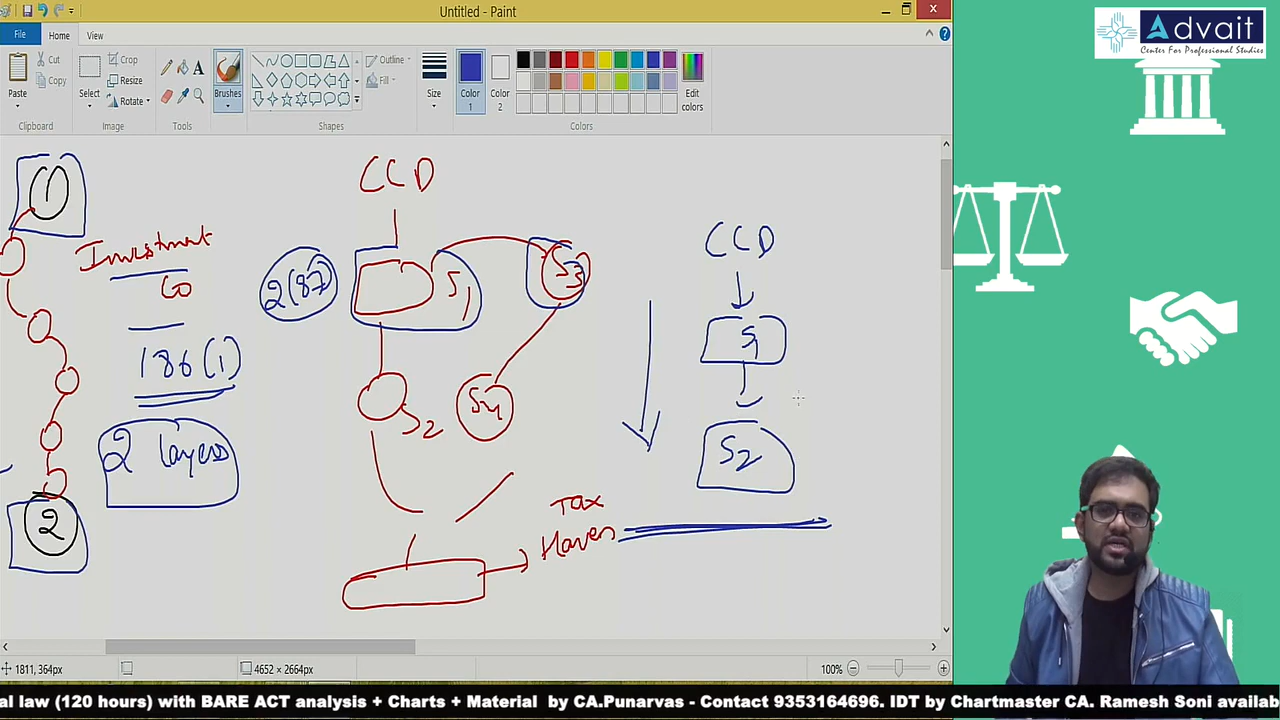 Untitled - Paint
File
Home
View
Paste
Cut
Copy
Clipboard
Select
Crop
Resize
Rotate
Image
A
Tools
Brushes
Shapes
Outline
Fill
Size
Color
1
Color
2
Edit
colors
Colors
Advait
Center For Professional Studies
1
Investment
Co
186(1)
2 layers
2
CCD
2(87)
S1
S3
S2
S4
Tax
Haven
CCD
S1
S2
1811, 364px
4652 × 2664px
100%
al law (120 hours) with BARE ACT analysis + Charts + Material by CA.Punarvas - Contact 9353164696. IDT by Chartmaster CA. Ramesh Soni availab